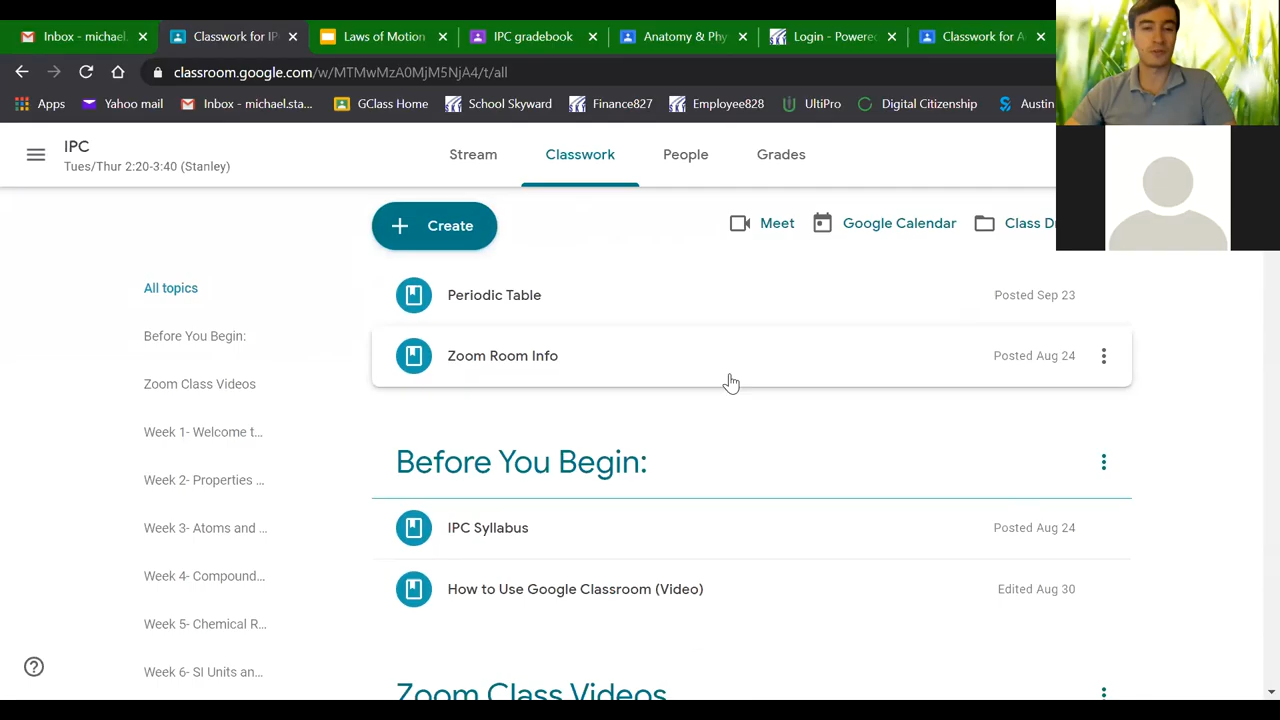 Inbox - michael.
Classwork for IP
Laws of Motion
IPC gradebook
Anatomy & Phy
Login - Powere
Classwork for A
classroom.google.com/w/MTMwMzA0MjM5NjA4/t/all
Apps
Yahoo mail
Inbox - michael.sta...
GClass Home
School Skyward
Finance827
Employee828
UltiPro
Digital Citizenship
Austin
IPC
Tues/Thur 2:20-3:40 (Stanley)
Stream
Classwork
People
Grades
Create
Meet
Google Calendar
Class Dr
All topics
Before You Begin:
Zoom Class Videos
Week 1- Welcome t...
Week 2- Properties ...
Week 3- Atoms and ...
Week 4- Compound...
Week 5- Chemical R...
Week 6- SI Units an...
Periodic Table
Posted Sep 23
Zoom Room Info
Posted Aug 24
Before You Begin:
IPC Syllabus
Posted Aug 24
How to Use Google Classroom (Video)
Edited Aug 30
Zoom Class Videos